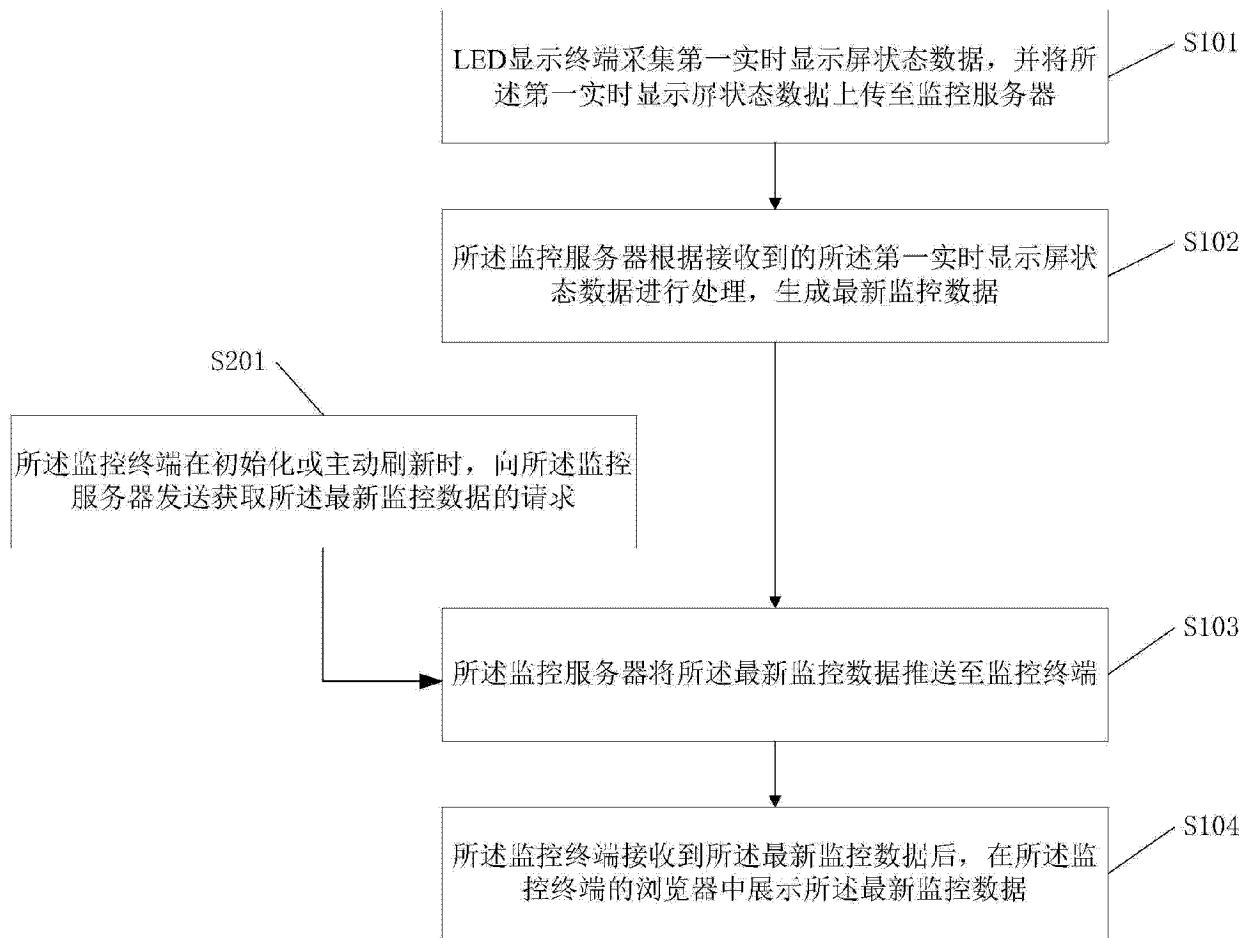 LED显示终端采集第一实时显示屏状态数据，并将所
述第一实时显示屏状态数据上传至监控服务器
S101
所述监控服务器根据接收到的所述第一实时显示屏状
态数据进行处理，生成最新监控数据
S102
S201
所述监控终端在初始化或主动刷新时，向所述监控
服务器发送获取所述最新监控数据的请求
所述监控服务器将所述最新监控数据推送至监控终端
S103
所述监控终端接收到所述最新监控数据后，在所述监
控终端的浏览器中展示所述最新监控数据
S104